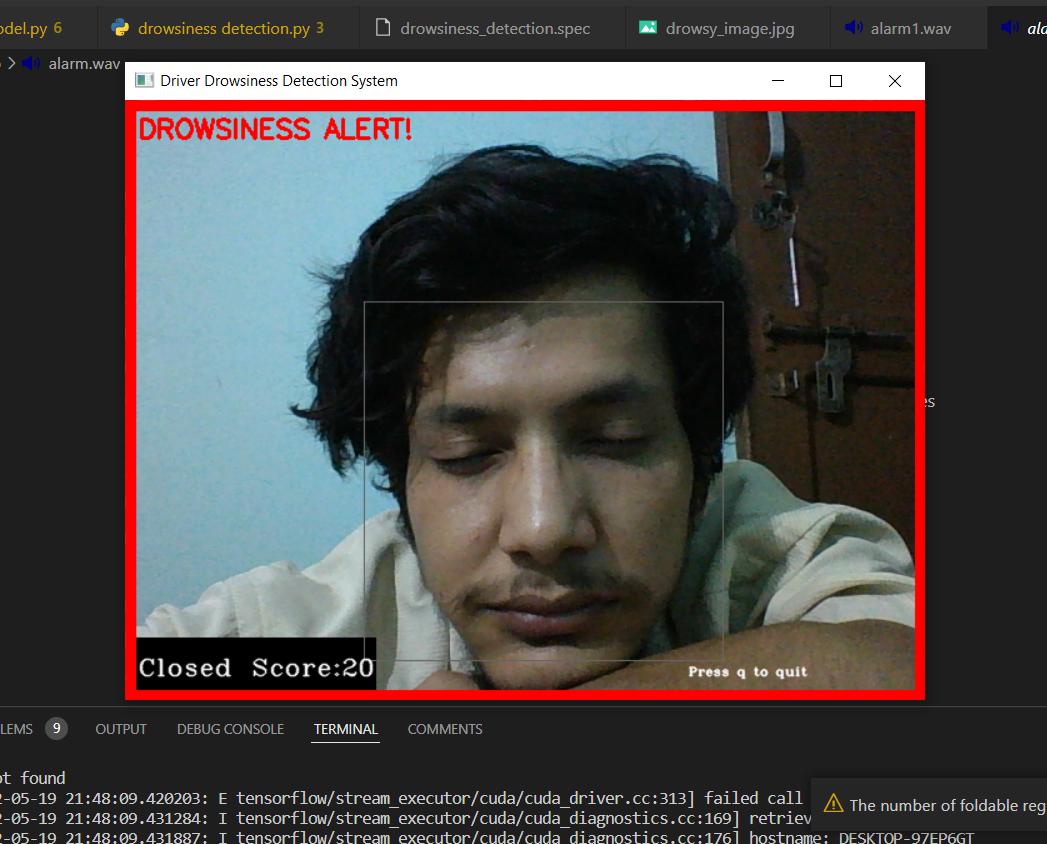 odel.py 6
drowsiness detection.py 3
drowsiness_detection.spec
drowsy_image.jpg
alarm1.wav
alarm.wav
Driver Drowsiness Detection System
DROWSINESS ALERT!
es
Closed Score:20
Press q to quit
LEMS 9
OUTPUT
DEBUG CONSOLE
TERMINAL
COMMENTS
ot found
2-05-19 21:48:09.420203: E tensorflow/stream_executor/cuda/cuda_driver.cc:313] failed call
2-05-19 21:48:09.431284: I tensorflow/stream_executor/cuda/cuda_diagnostics.cc:169] retriev
2-05-19 21:48:09.431887: I tensorflow/stream_executor/cuda/cuda_diagnostics.cc:176] hostname: DESKTOP-97EP6GT
The number of foldable reg